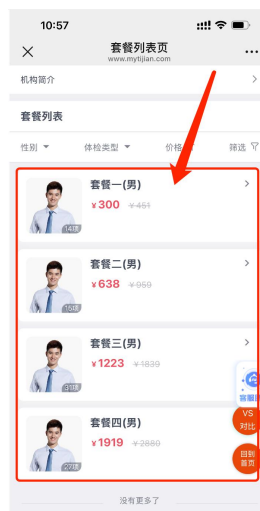 10:57
套餐列表页
www.mytijian.com
机构简介
套餐列表
性别
体检类型
价格
筛选
套餐一(男)
¥300 ¥451
14项
套餐二(男)
¥638 ¥959
15项
套餐三(男)
¥1223 ¥1839
31项
客服
VS
对比
套餐四(男)
¥1919 ¥2880
27项
回到
首页
没有更多了